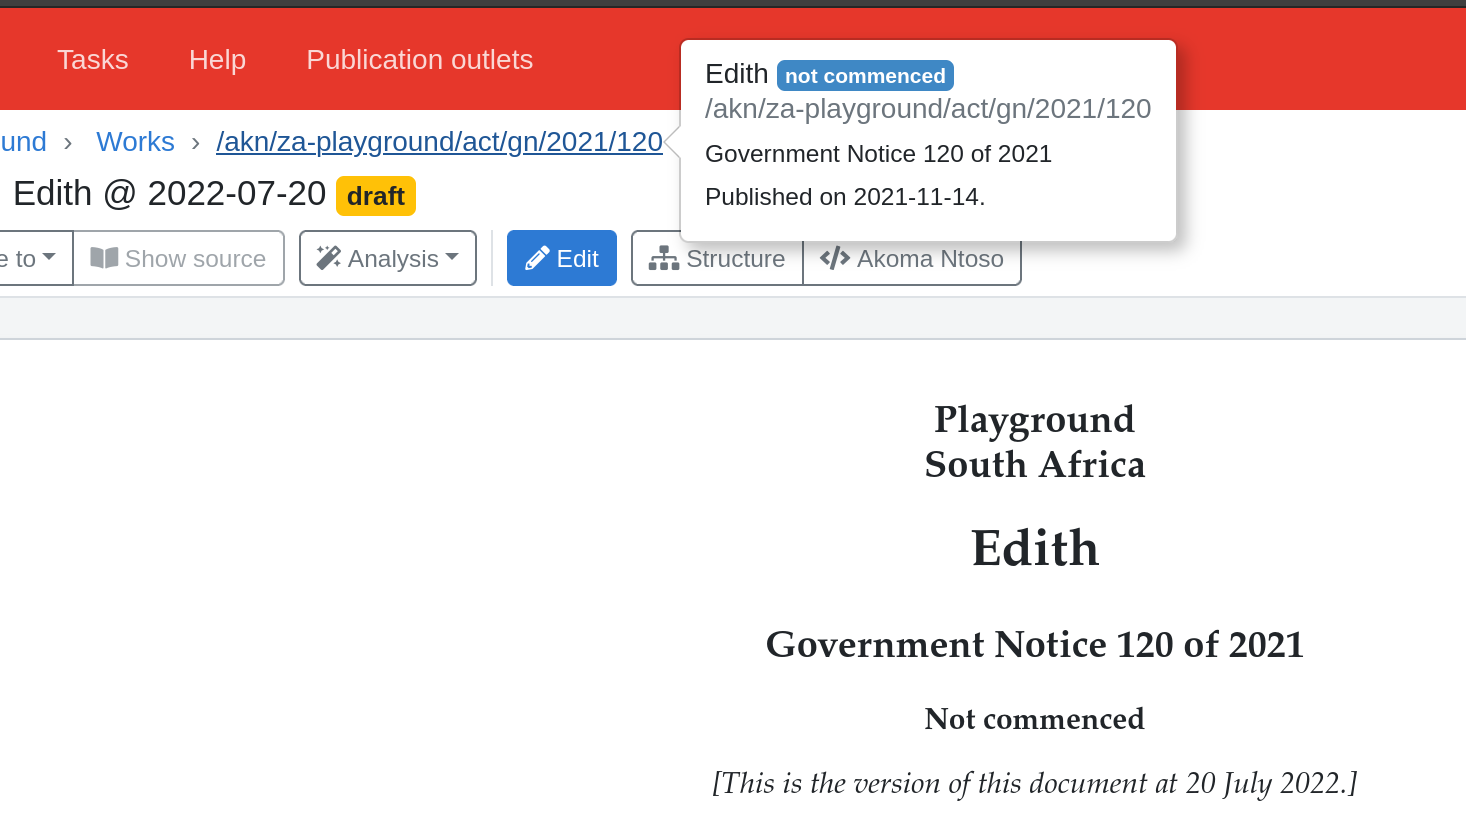 Tasks Help Publication outlets
Edith not commenced
/akn/za-playground/act/gn/2021/120
Government Notice 120 of 2021
Published on 2021-11-14.
und › Works › /akn/za-playground/act/gn/2021/120
Edith @ 2022-07-20 draft
e to Show source Analysis Edit Structure Akoma Ntoso
Playground
South Africa
Edith
Government Notice 120 of 2021
Not commenced
[This is the version of this document at 20 July 2022.]